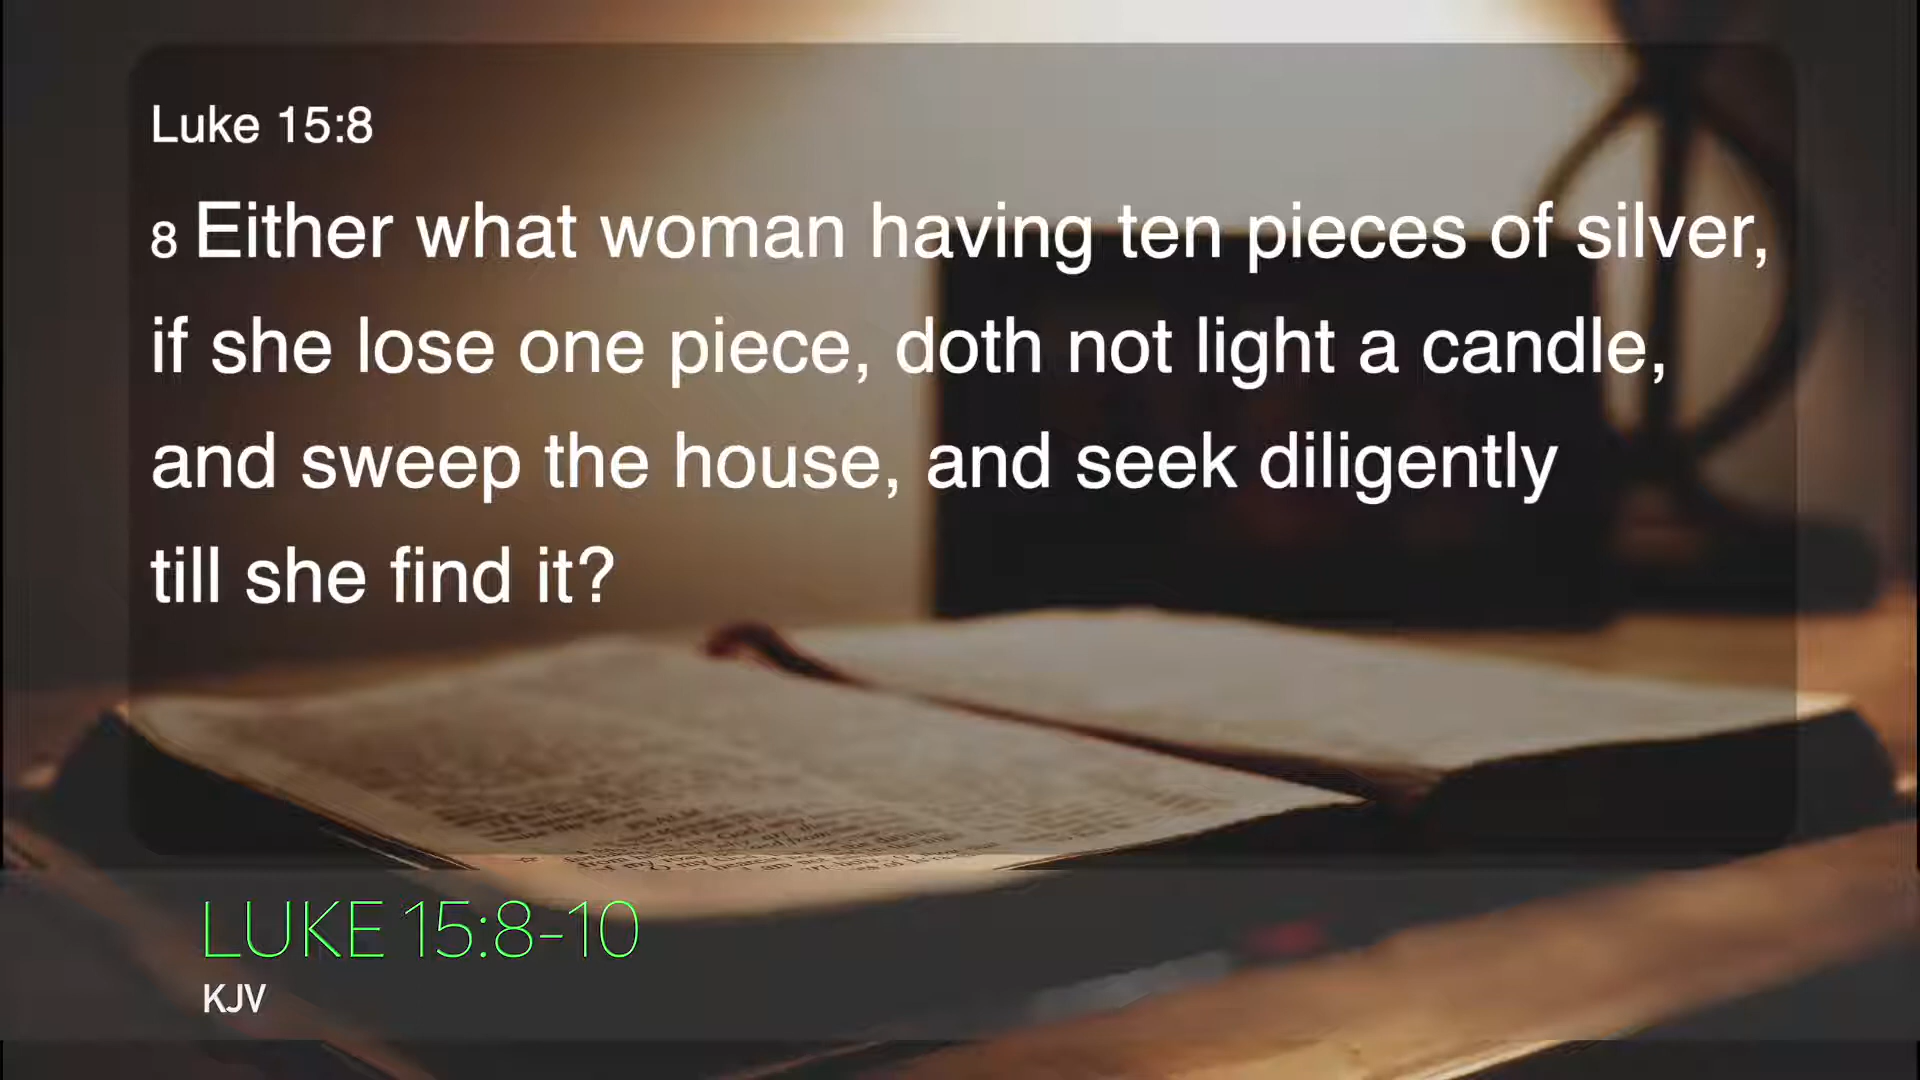 Luke 15:8
8 Either what woman having ten pieces of silver,
if she lose one piece, doth not light a candle,
and sweep the house, and seek diligently
till she find it?
LUKE 15:8-10
KJV